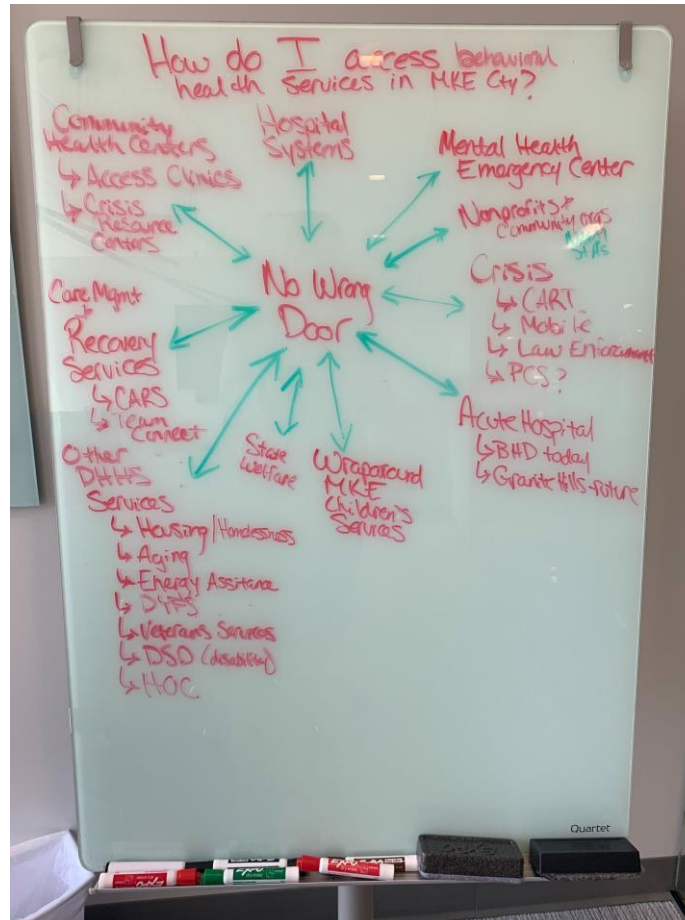 How do I access behavioral
health services in MKE Cty?
Community
Health Centers
↳ Access Clinics
↳ Crisis
Resource
Centers
Hospital
Systems
Mental Health
Emergency Center
Nonprofits +
Community orgs
No Wrong
Door
Crisis
↳ CART
↳ Mobile
↳ Law Enforcement
↳ PCS?
Care Mgmt
+
Recovery
Services
↳ CARS
↳ Team
Connect
Acute Hospital
↳ BHD today
↳ Granite Hills-future
State
Welfare
Wraparound
MKE
Children's
Services
Other
DHHS
Services
↳ Housing/Homelessness
↳ Aging
↳ Energy Assitance
↳ DYFS
↳ Veterans Services
↳ DSD (disability)
↳ HOC
Quartet
EXPO